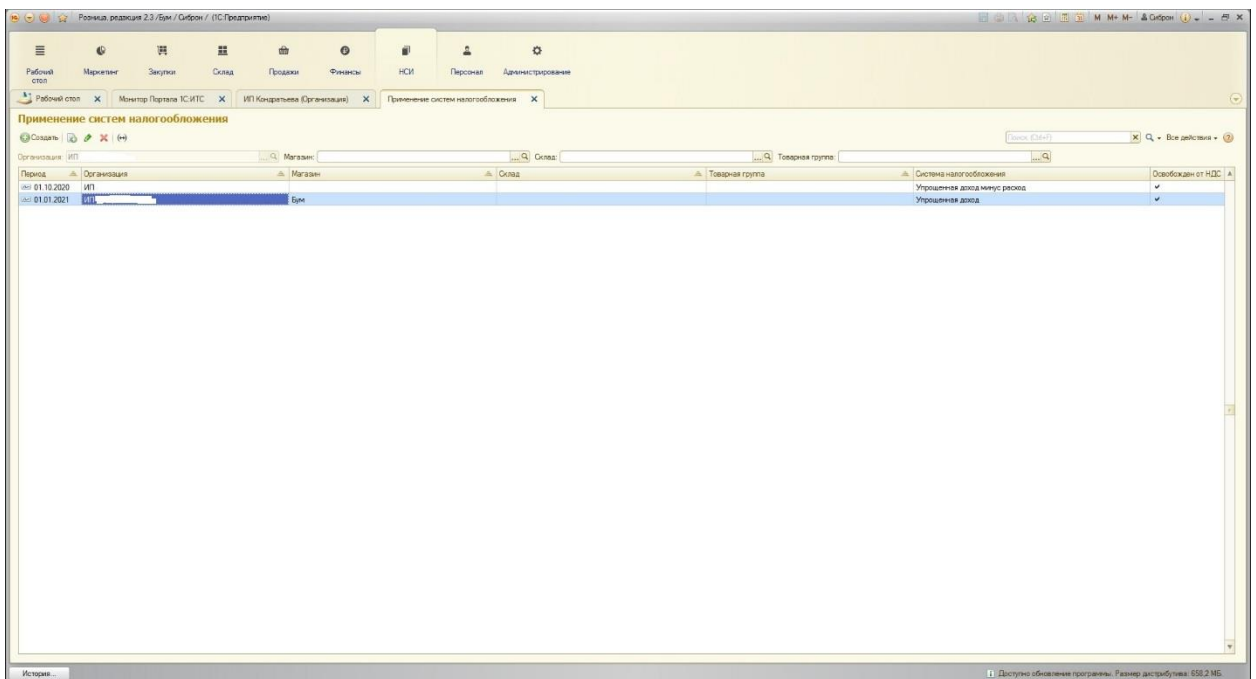 Розница, редакция 2.3 / Бум / Сиброн / (1С:Предприятие) M M+ M- Сиброн
Рабочий стол Маркетинг Закупки Склад Продажи Финансы НСИ Персонал Администрирование
Рабочий стол Монитор Портала 1С:ИТС ИП Кондратьева (Организация) Применение систем налогообложения
Применение систем налогообложения
Создать Поиск (Ctrl+F) Все действия
Организация: ИП Магазин: Склад: Товарная группа:
Период Организация Магазин Склад Товарная группа Система налогообложения Освобожден от НДС
01.10.2020 ИП Упрощенная доход минус расход
01.01.2021 ИП Бум Упрощенная доход
История... Доступно обновление программы. Размер дистрибутива: 658,2 МБ.